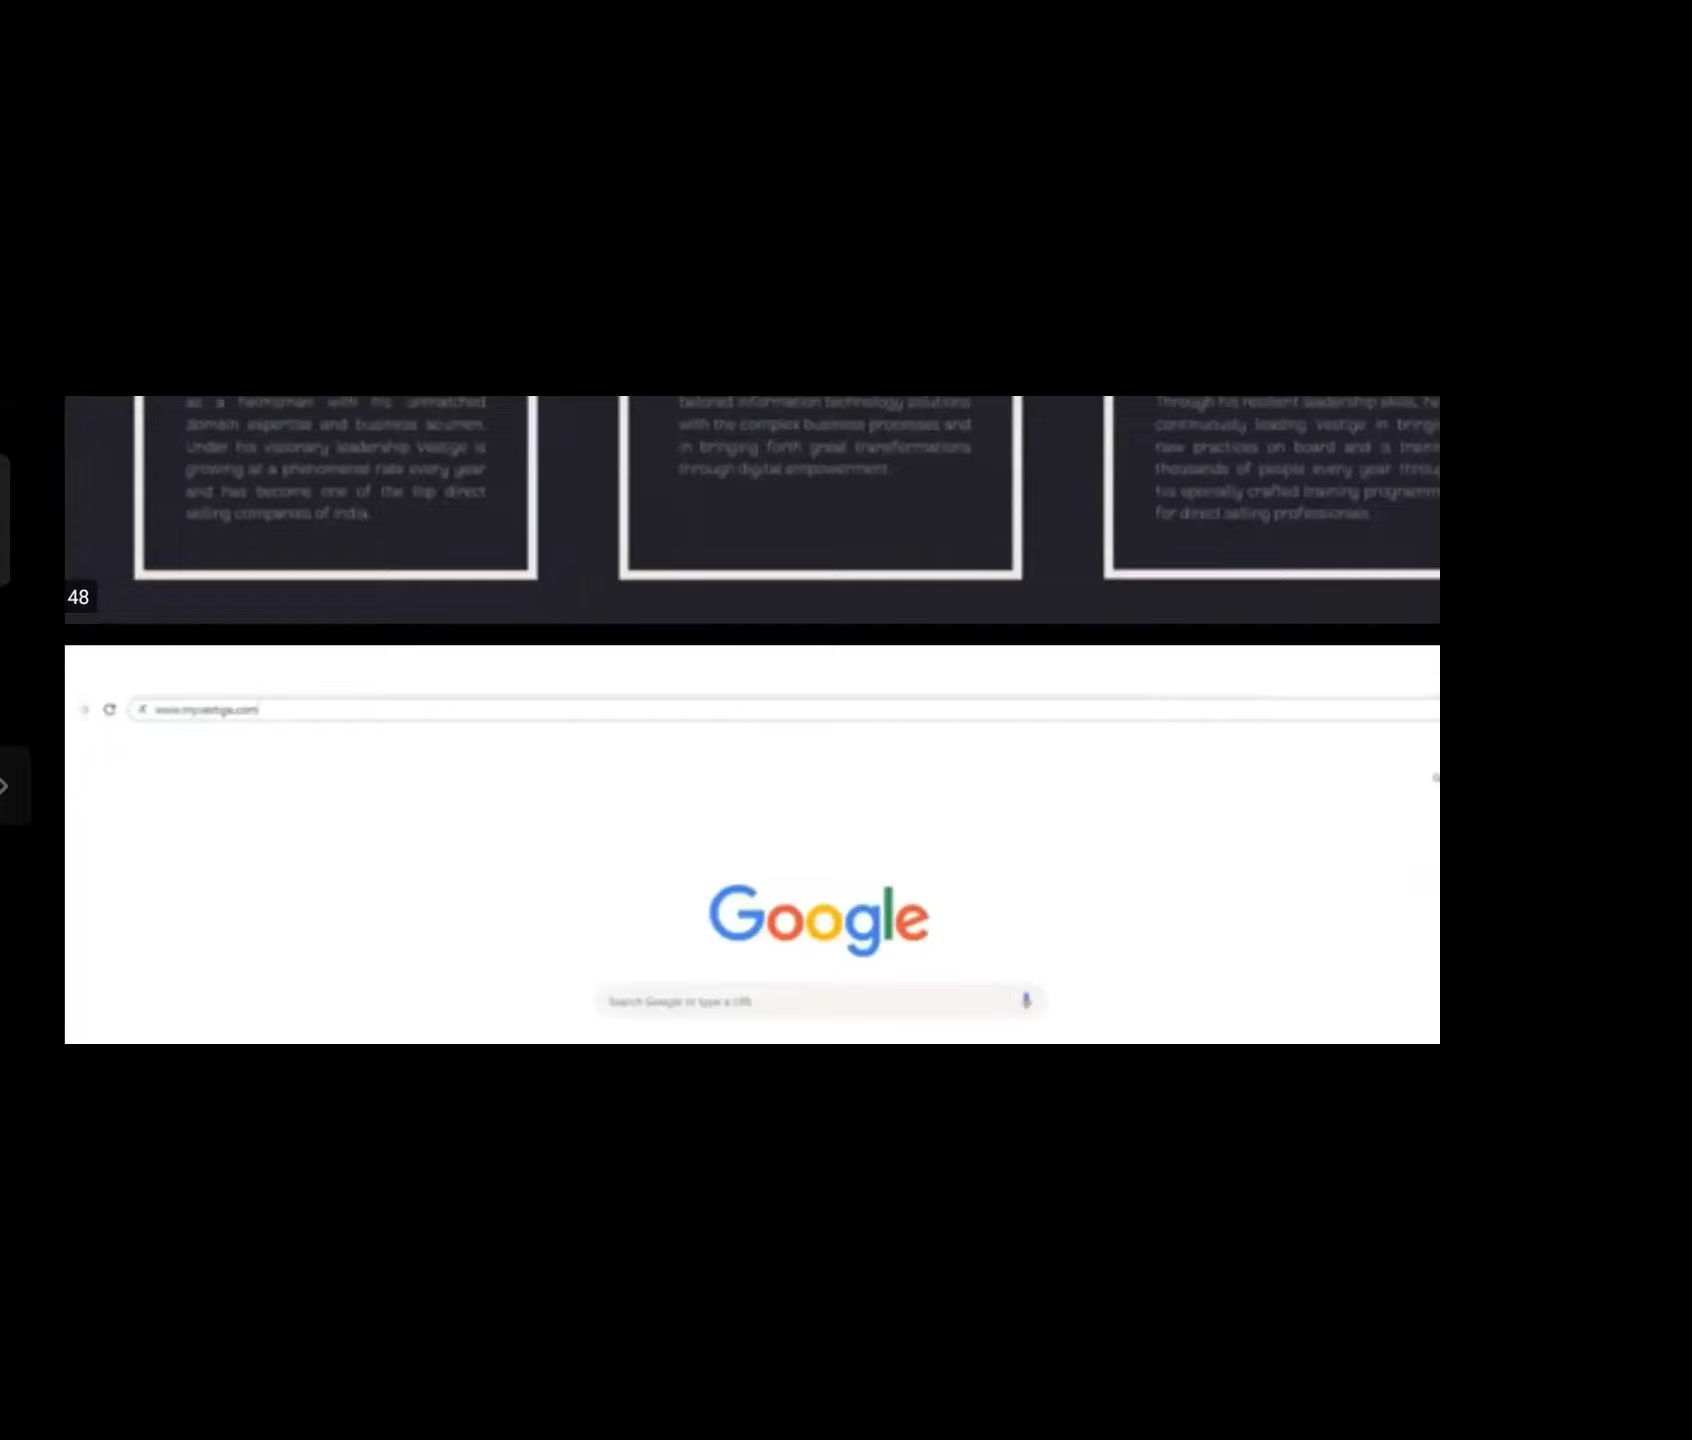 as a helmsman with his unmatched
domain expertise and business acumen.
Under his visionary leadership Vestige is
growing at a phenomenal rate every year
and has become one of the top direct
selling companies of India.
tailored information technology solutions
with the complex business processes and
in bringing forth great transformations
through digital empowerment.
Through his resilient leadership skills, he
continuously leading Vestige in bringi
new practices on board and is traini
thousands of people every year throu
his specially crafted training programm
for direct selling professionals.
48
www.myvestige.com
Google
Search Google or type a URL